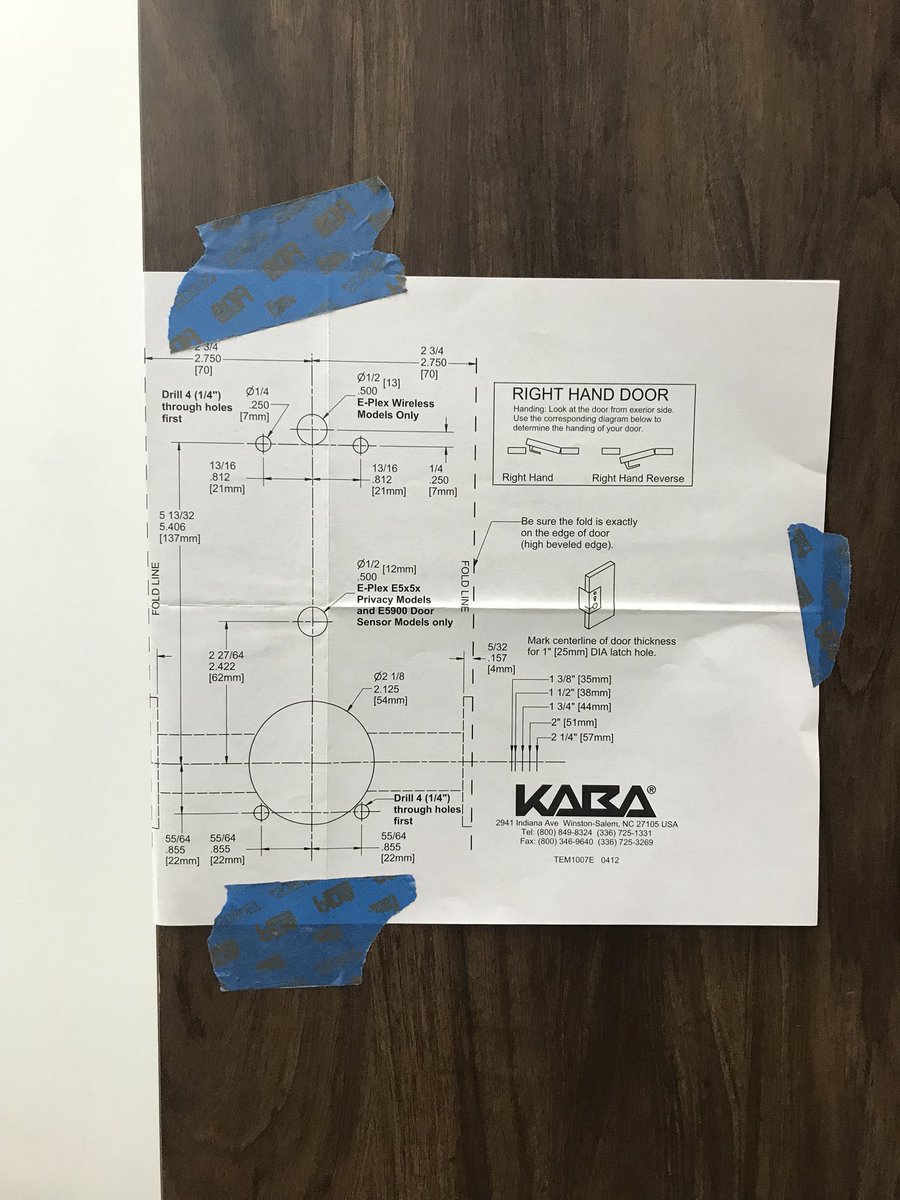 2 3/4
2.750
[70]
2 3/4
2.750
[70]
Drill 4 (1/4")
through holes
first
Ø1/4
.250
[7mm]
Ø1/2 [13]
.500
E-Plex Wireless
Models Only
13/16
.812
[21mm]
13/16
.812
[21mm]
1/4
.250
[7mm]
5 13/32
5.406
[137mm]
FOLD LINE
Ø1/2 [12mm]
.500
E-Plex E5x5x
Privacy Models
and E5900 Door
Sensor Models only
FOLD LINE
2 27/64
2.422
[62mm]
Ø2 1/8
2.125
[54mm]
5/32
.157
[4mm]
Drill 4 (1/4")
through holes
first
55/64
.855
[22mm]
55/64
.855
[22mm]
55/64
.855
[22mm]
RIGHT HAND DOOR
Handing: Look at the door from exerior side.
Use the corresponding diagram below to
determine the handing of your door.
Right Hand
Right Hand Reverse
Be sure the fold is exactly
on the edge of door
(high beveled edge).
Mark centerline of door thickness
for 1" [25mm] DIA latch hole.
1 3/8" [35mm]
1 1/2" [38mm]
1 3/4" [44mm]
2" [51mm]
2 1/4" [57mm]
KABA®
2941 Indiana Ave Winston-Salem, NC 27105 USA
Tel: (800) 849-8324 (336) 725-1331
Fax: (800) 346-9640 (336) 725-3269
TEM1007E 0412